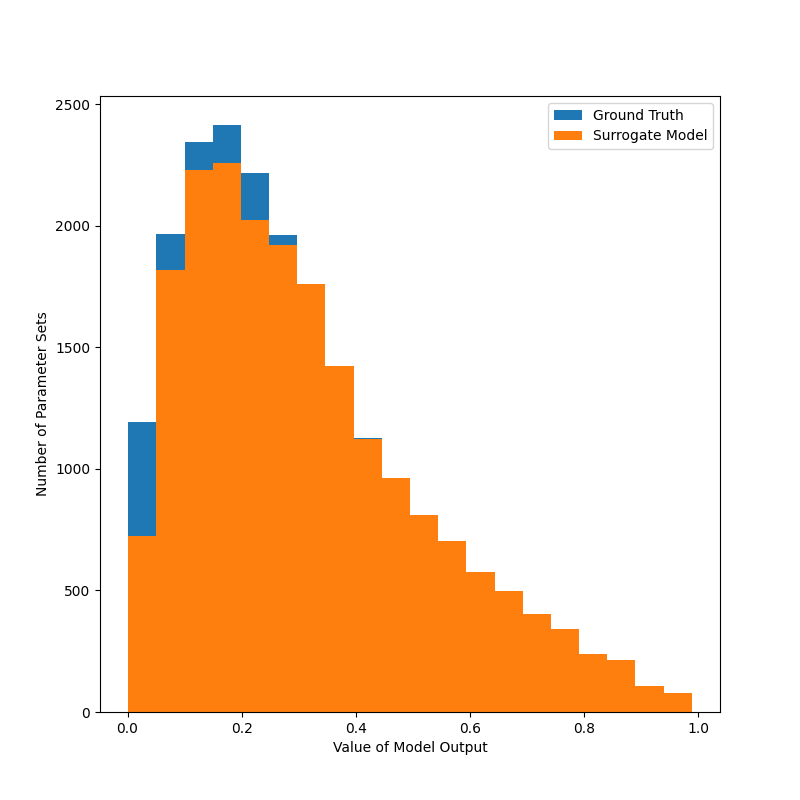 Ground Truth
Surrogate Model
2500
2000
1500
1000
500
0
Number of Parameter Sets
0.0 0.2 0.4 0.6 0.8 1.0
Value of Model Output